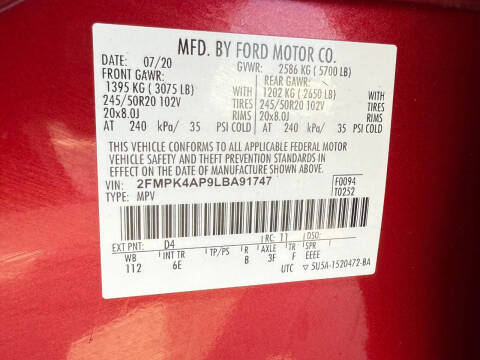 MFD. BY FORD MOTOR CO.
DATE: 07/20 GVWR: 2586 KG ( 5700 LB)
FRONT GAWR: REAR GAWR:
1395 KG ( 3075 LB) WITH 1202 KG ( 2650 LB) WITH
245/50R20 102V TIRES 245/50R20 102V TIRES
20x8.0J RIMS 20x8.0J RIMS
AT 240 kPa/ 35 PSI COLD AT 240 kPa/ 35 PSI COLD
THIS VEHICLE CONFORMS TO ALL APPLICABLE FEDERAL MOTOR
VEHICLE SAFETY AND THEFT PREVENTION STANDARDS IN
EFFECT ON THE DATE OF MANUFACTURE SHOWN ABOVE.
VIN: 2FMPK4AP9LBA91747 F0094
TYPE: MPV T0252
EXT PNT: D4 RC: 11 DSO:
WB INT TR TP/PS R AXLE TR SPR
112 6E B 3F F EEEE
UTC ▽ 5U5A-1520472-BA